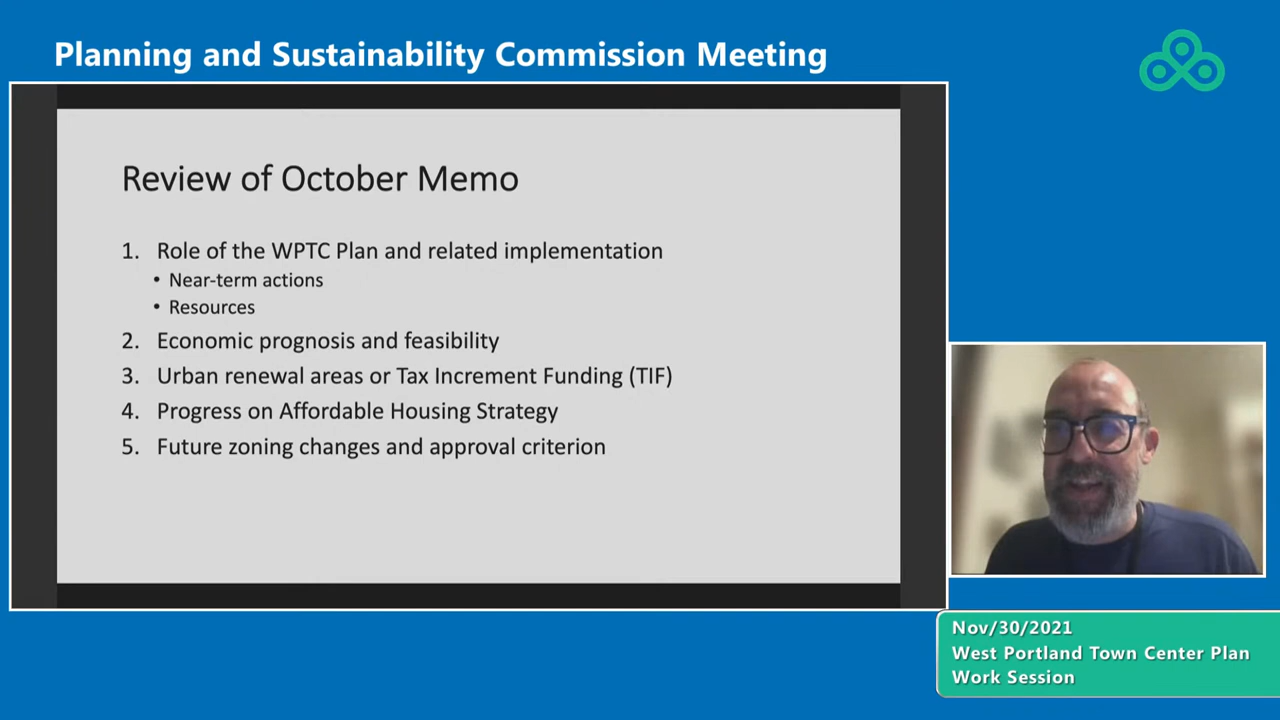 Planning and Sustainability Commission Meeting
Review of October Memo
1. Role of the WPTC Plan and related implementation
• Near-term actions
• Resources
2. Economic prognosis and feasibility
3. Urban renewal areas or Tax Increment Funding (TIF)
4. Progress on Affordable Housing Strategy
5. Future zoning changes and approval criterion
Nov/30/2021
West Portland Town Center Plan
Work Session